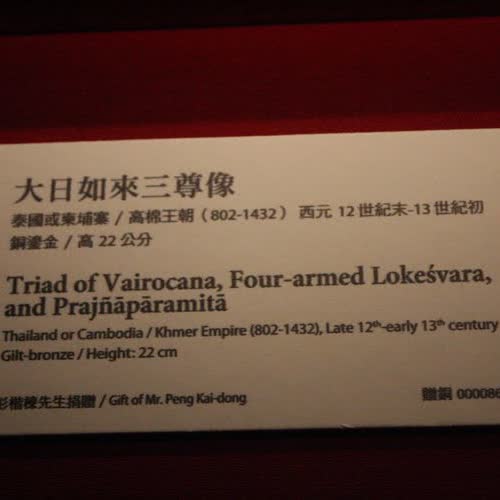 大日如來三尊像
泰國或柬埔寨 / 高棉王朝（802-1432） 西元 12 世紀末-13 世紀初
銅鎏金 / 高 22 公分
Triad of Vairocana, Four-armed Lokeśvara,
and Prajñāpāramitā
Thailand or Cambodia / Khmer Empire (802-1432), Late 12th-early 13th century
Gilt-bronze / Height: 22 cm
彭楷棟先生捐贈 / Gift of Mr. Peng Kai-dong 贈銅 000086